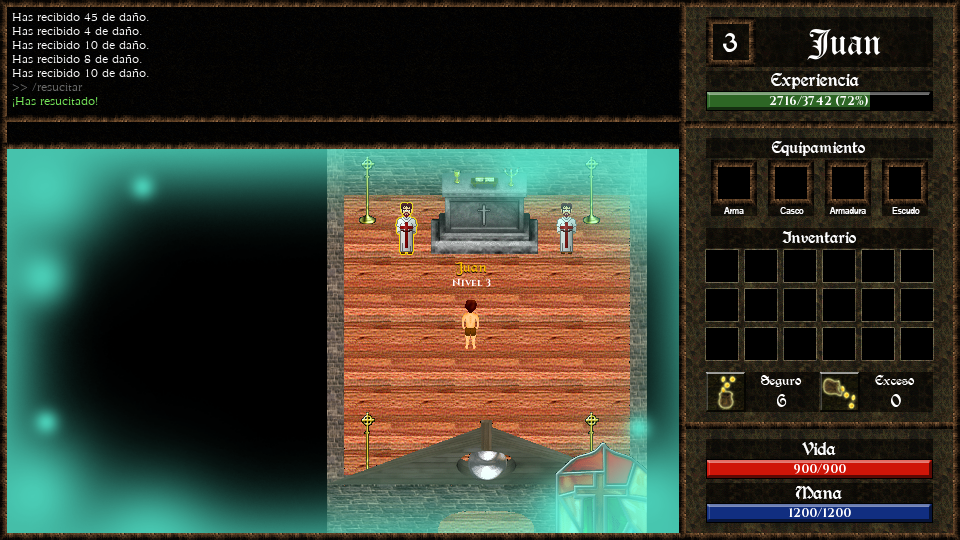 Has recibido 45 de daño.
Has recibido 4 de daño.
Has recibido 10 de daño.
Has recibido 8 de daño.
Has recibido 10 de daño.
>> /resucitar
¡Has resucitado!
3
Juan
Experiencia
2716/3742 (72%)
Equipamiento
Arma
Casco
Armadura
Escudo
Inventario
Juan
Nivel 3
Seguro
6
Exceso
0
Vida
900/900
Mana
1200/1200